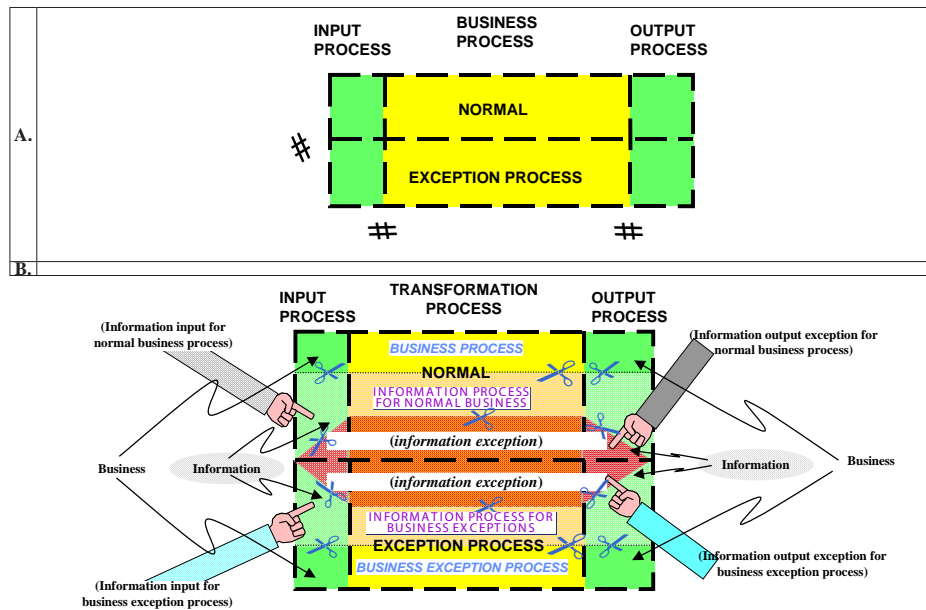 INPUT
PROCESS
BUSINESS
PROCESS
OUTPUT
PROCESS
A.
NORMAL
EXCEPTION PROCESS
#
#
#
B.
INPUT
PROCESS
TRANSFORMATION
PROCESS
OUTPUT
PROCESS
(Information input for
normal business process)
(Information output exception for
normal business process)
BUSINESS PROCESS
NORMAL
INFORMATION PROCESS
FOR NORMAL BUSINESS
(information exception)
Business
Information
Information
Business
(information exception)
INFORMATION PROCESS FOR
BUSINESS EXCEPTIONS
EXCEPTION PROCESS
BUSINESS EXCEPTION PROCESS
(Information input for
business exception process)
(Information output exception for
business exception process)